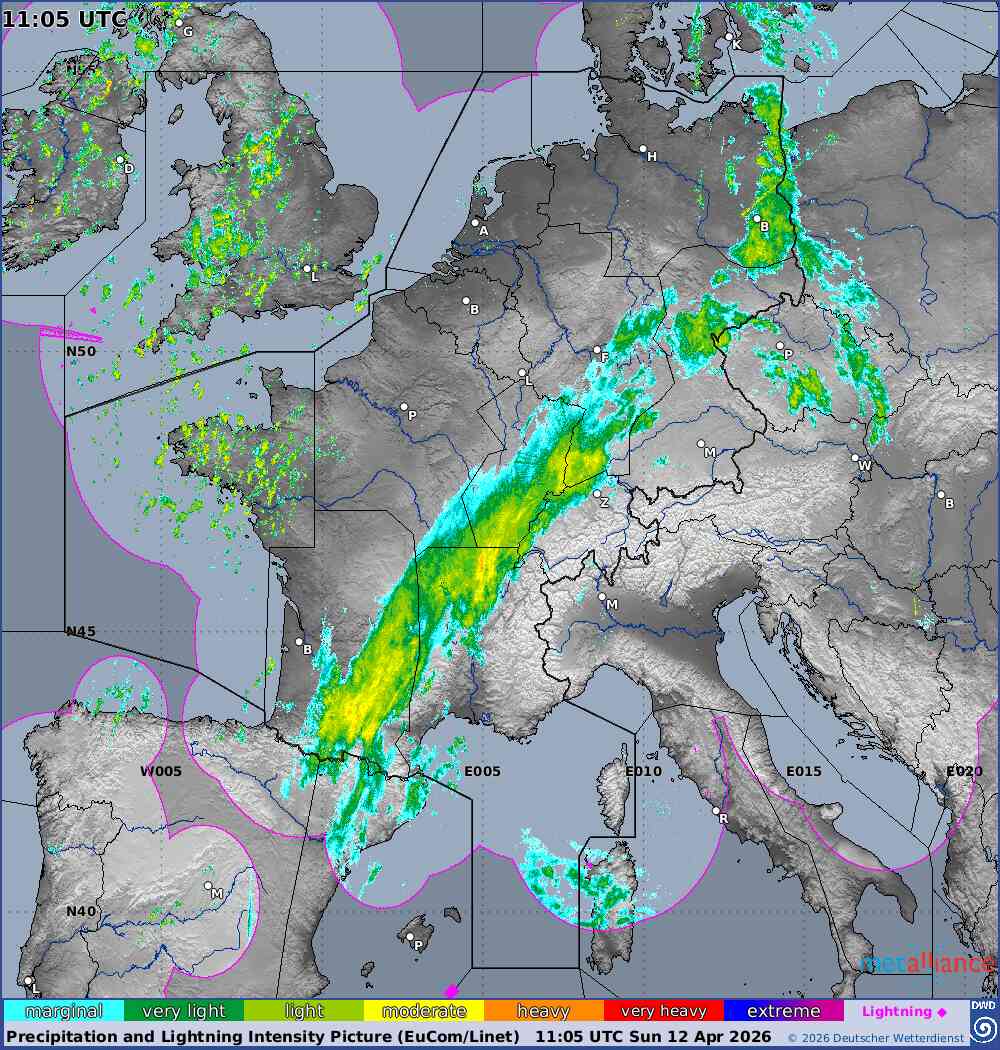 11:05 UTC
G
K
N55
H
D
A
B
L
B
N50
F
P
L
P
M
W
Z
B
M
N45
B
W005
E005
E010
E015
E020
R
M
N40
P
L
metalliance
marginal very light light moderate heavy very heavy extreme Lightning ◆
DWD
Precipitation and Lightning Intensity Picture (EuCom/Linet) 11:05 UTC Sun 12 Apr 2026 © 2026 Deutscher Wetterdienst